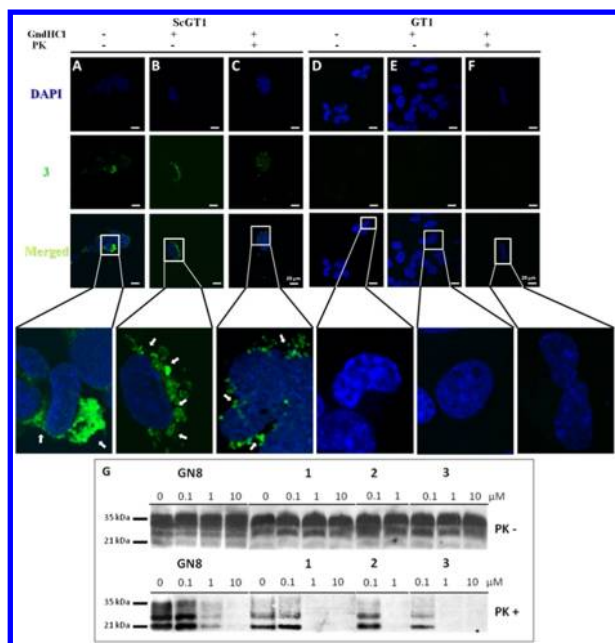 ScGT1 GT1
GndHCl - + + - + +
PK + +
A B C D E F
DAPI
3
Merged
20 µm 20 µm
G GN8 1 2 3
0 0.1 1 10 0 0.1 1 10 0.1 1 0.1 1 10 µM
35 kDa
21 kDa
PK -
GN8 1 2 3
0 0.1 1 10 0 0.1 1 10 0.1 1 0.1 1 10 µM
35 kDa
21 kDa
PK +